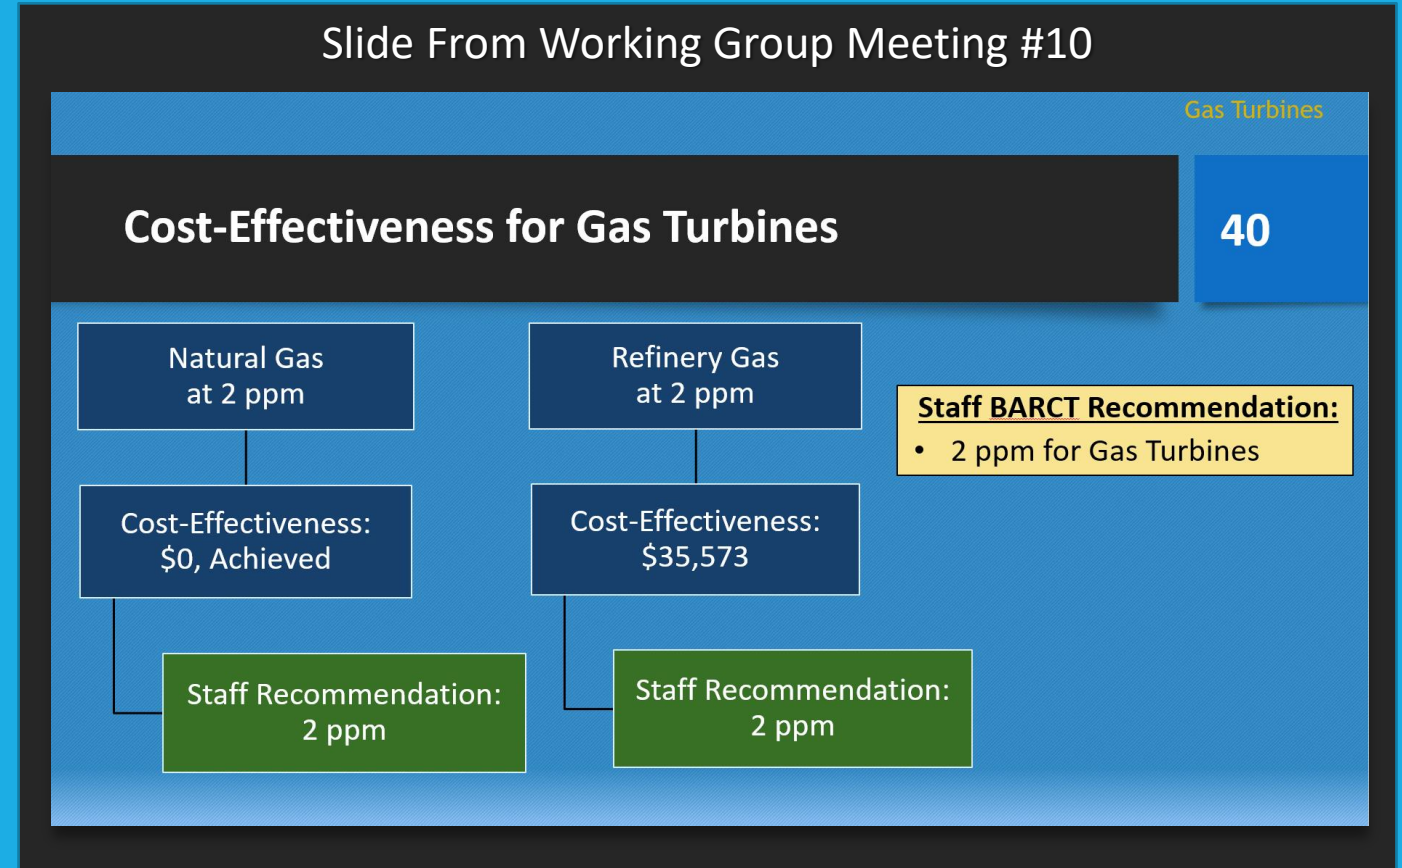 Slide From Working Group Meeting #10
Gas Turbines
Cost-Effectiveness for Gas Turbines
40
Natural Gas
at 2 ppm
Cost-Effectiveness:
$0, Achieved
Staff Recommendation:
2 ppm
Refinery Gas
at 2 ppm
Cost-Effectiveness:
$35,573
Staff Recommendation:
2 ppm
Staff BARCT Recommendation:
• 2 ppm for Gas Turbines